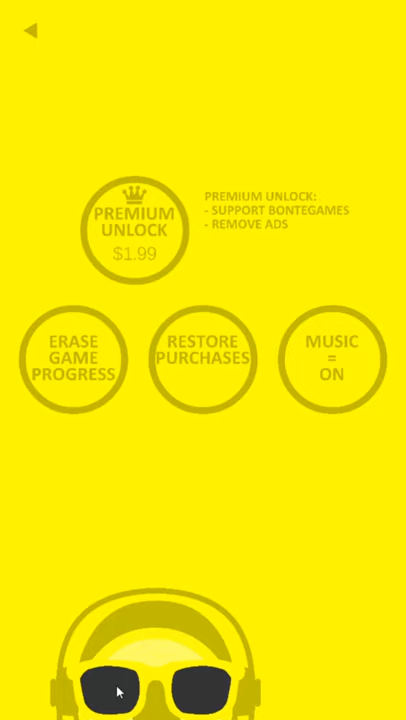 PREMIUM
UNLOCK
$1.99
PREMIUM UNLOCK:
- SUPPORT BONTEGAMES
- REMOVE ADS
ERASE
GAME
PROGRESS
RESTORE
PURCHASES
MUSIC
=
ON